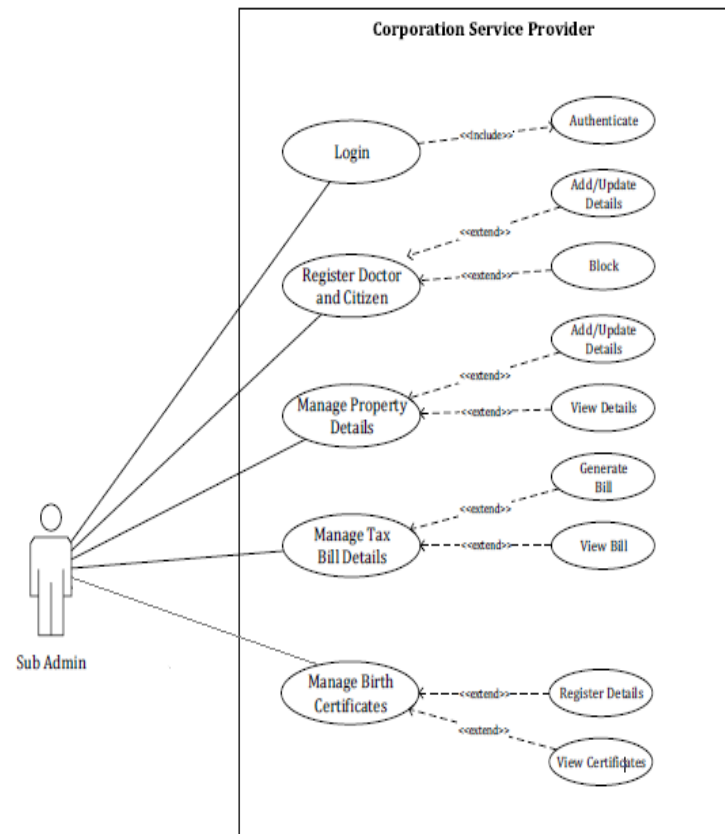 Corporation Service Provider
Authenticate
<<include>>
Login
Add/Update
Details
<<extend>>
Register Doctor
and Citizen
<<extend>>
Block
Add/Update
Details
<<extend>>
Manage Property
Details
<<extend>>
View Details
Generate
Bill
<<extend>>
Manage Tax
Bill Details
<<extend>>
View Bill
Sub Admin
Manage Birth
Certificates
<<extend>>
Register Details
<<extend>>
View Certificates